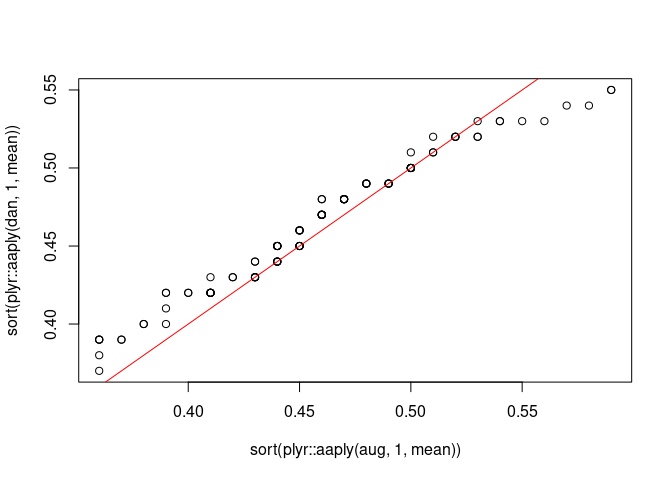 0.55
0.50
0.45
0.40
sort(plyr::aaply(dan, 1, mean))
0.40 0.45 0.50 0.55
sort(plyr::aaply(aug, 1, mean))